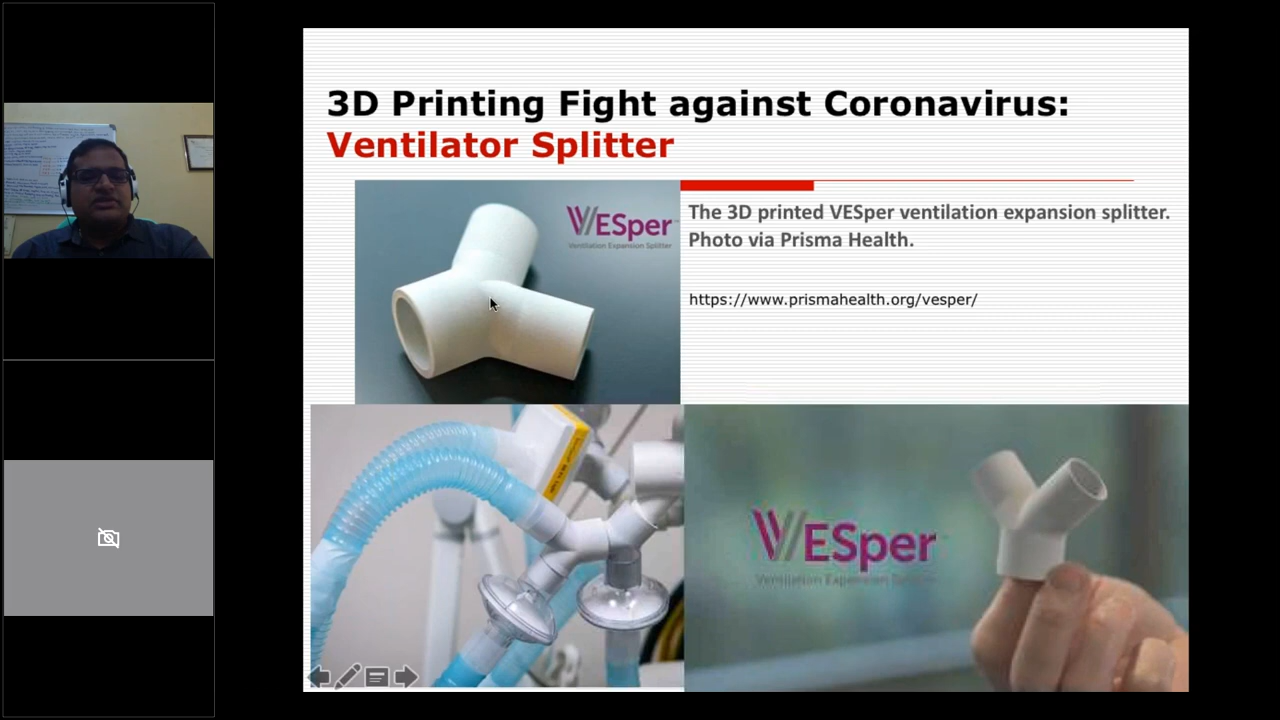 3D Printing Fight against Coronavirus:
Ventilator Splitter
VESper
Ventilation Expansion Splitter
The 3D printed VESper ventilation expansion splitter.
Photo via Prisma Health.
https://www.prismahealth.org/vesper/
VESper
Ventilation Expansion Splitter